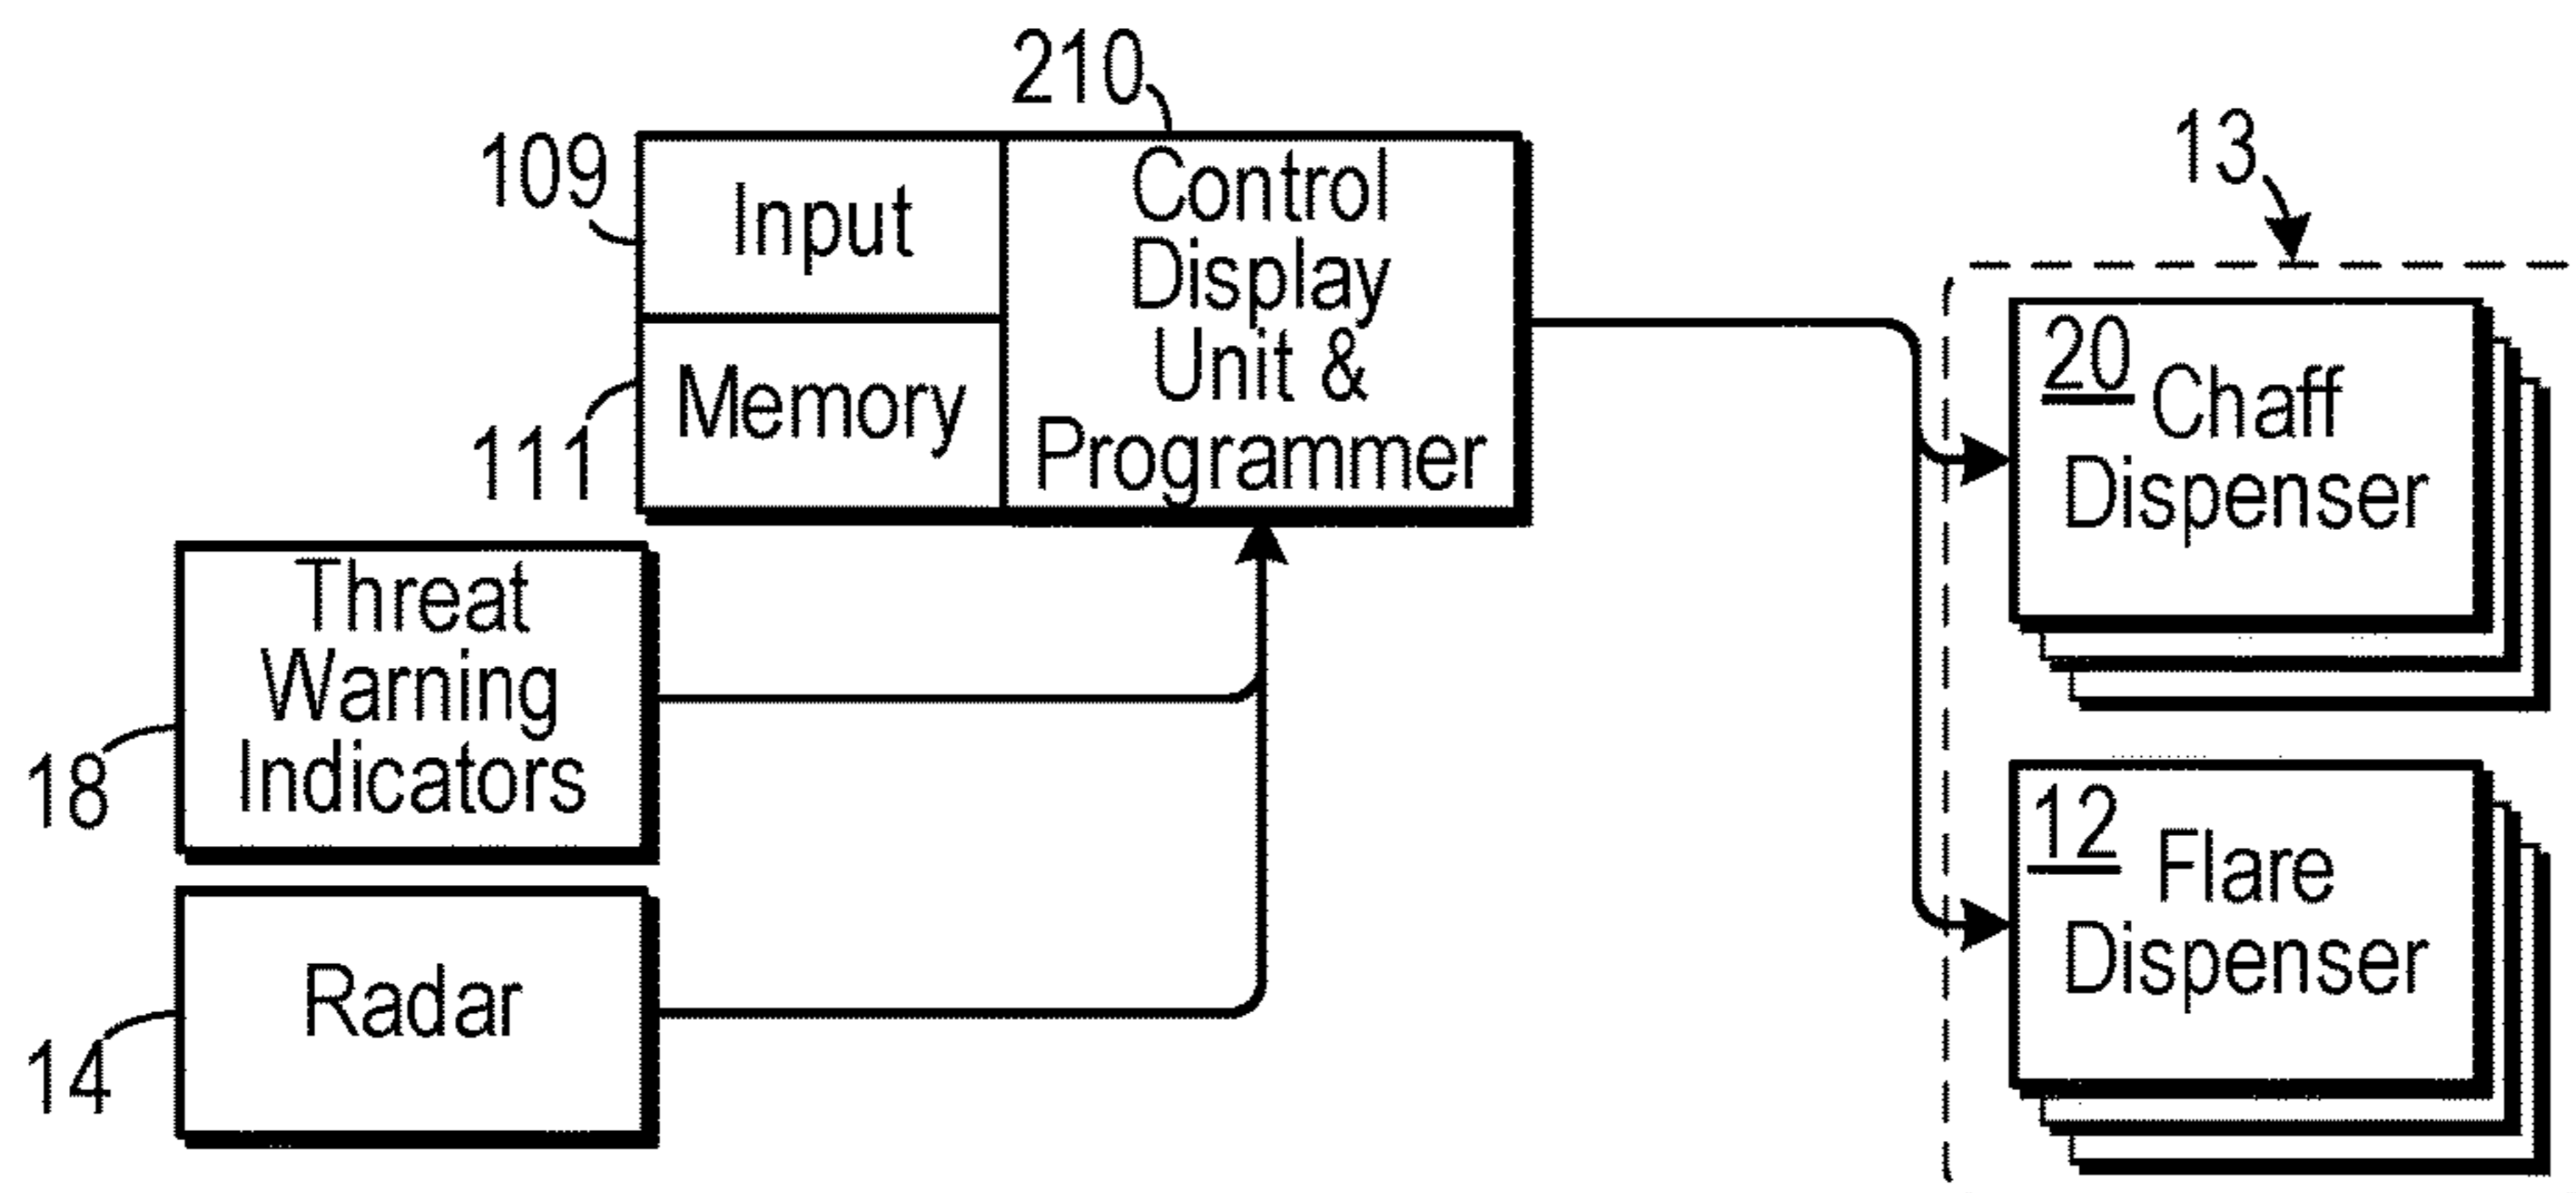 210
109
Input
Memory
111
Control
Display
Unit &
Programmer
13
20
Chaff
Dispenser
Threat
Warning
Indicators
18
12
Flare
Dispenser
Radar
14